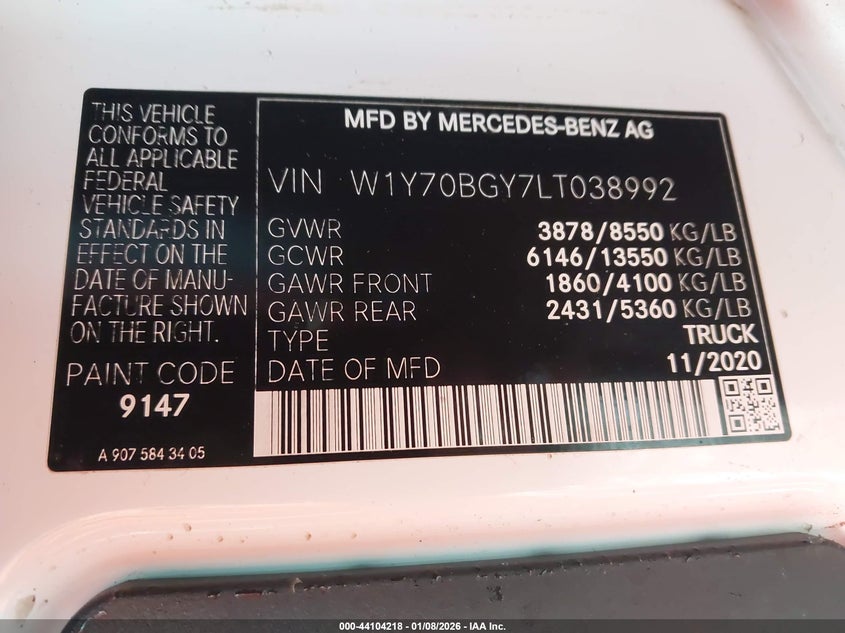 THIS VEHICLE
CONFORMS TO
ALL APPLICABLE
FEDERAL
VEHICLE SAFETY
STANDARDS IN
EFFECT ON THE
DATE OF MANU-
FACTURE SHOWN
ON THE RIGHT.
PAINT CODE
9147
A 907 584 34 05
MFD BY MERCEDES-BENZ AG
VIN W1Y70BGY7LT038992
GVWR 3878/8550 KG/LB
GCWR 6146/13550 KG/LB
GAWR FRONT 1860/4100 KG/LB
GAWR REAR 2431/5360 KG/LB
TYPE TRUCK
DATE OF MFD 11/2020
000-44104218 - 01/08/2026 - IAA Inc.